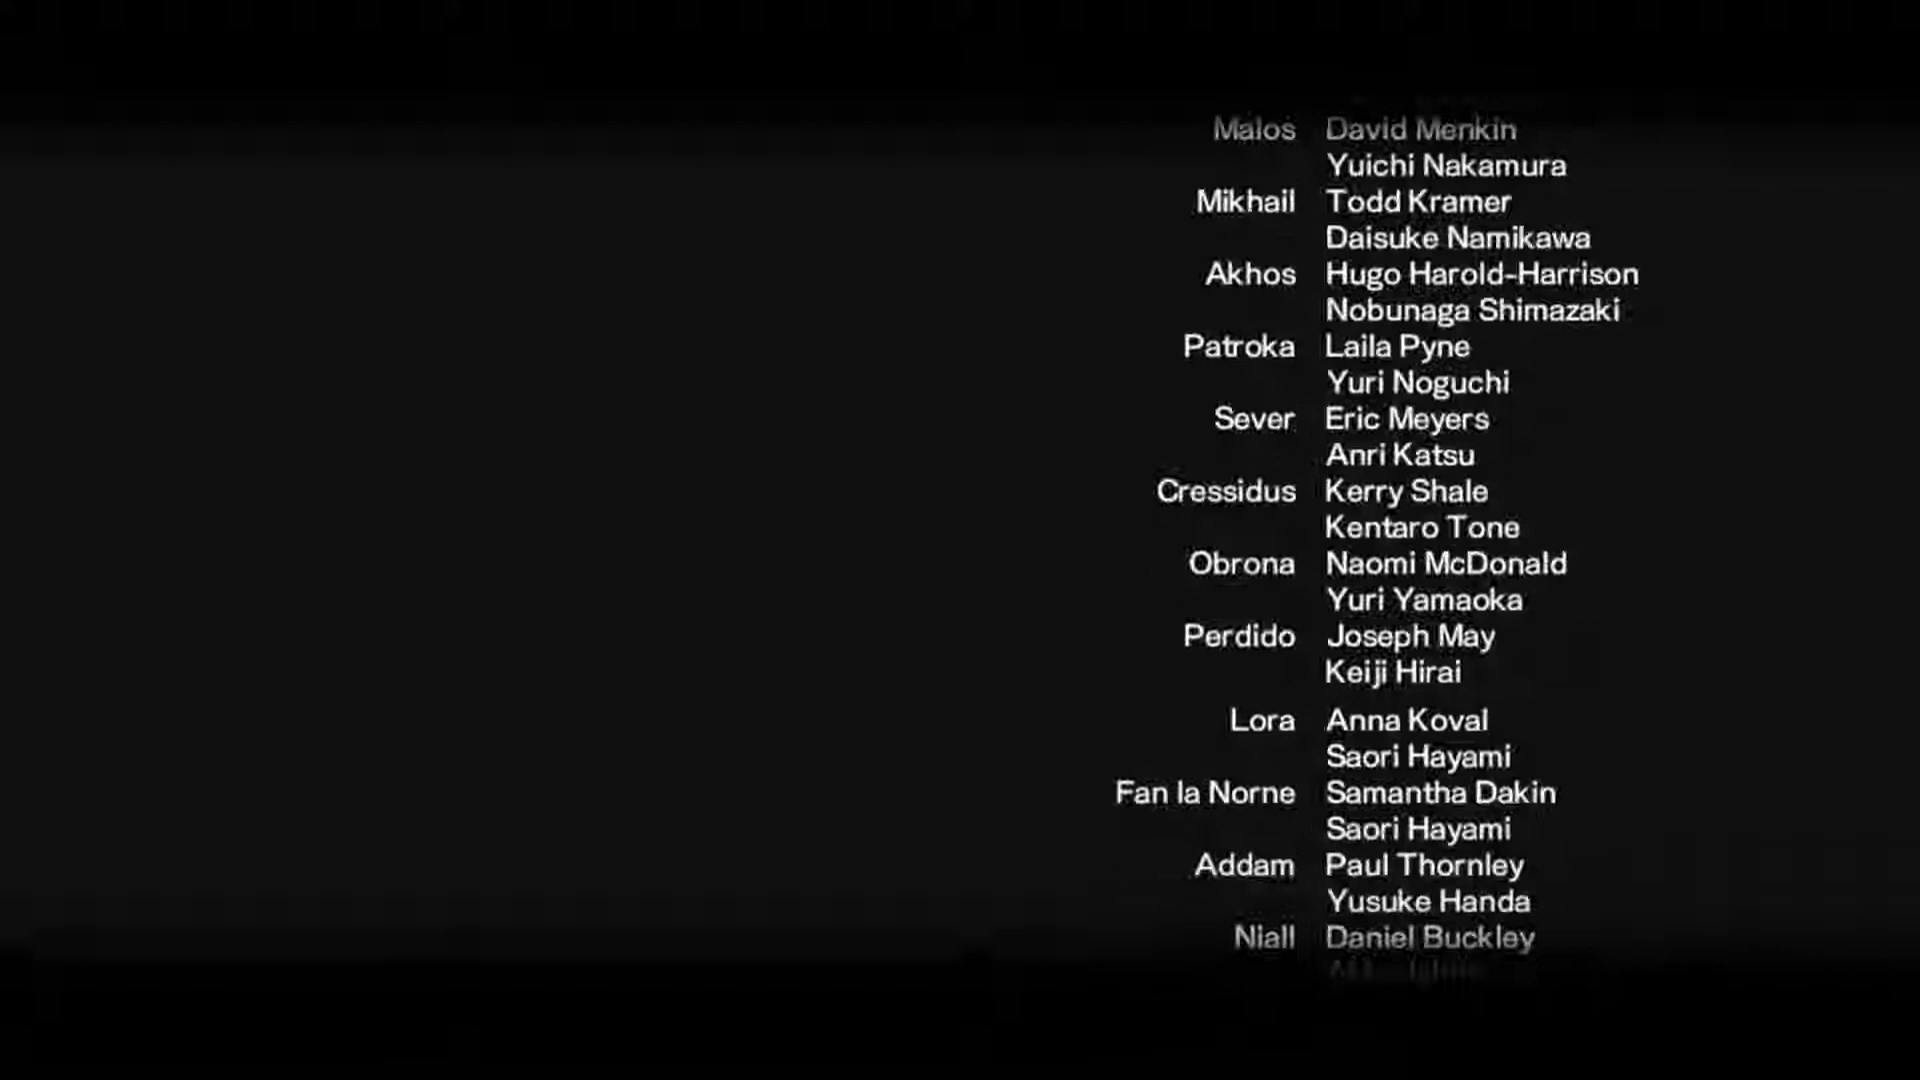 Malos David Menkin
Yuichi Nakamura
Mikhail Todd Kramer
Daisuke Namikawa
Akhos Hugo Harold-Harrison
Nobunaga Shimazaki
Patroka Laila Pyne
Yuri Noguchi
Sever Eric Meyers
Anri Katsu
Cressidus Kerry Shale
Kentaro Tone
Obrona Naomi McDonald
Yuri Yamaoka
Perdido Joseph May
Keiji Hirai
Lora Anna Koval
Saori Hayami
Fan la Norne Samantha Dakin
Saori Hayami
Addam Paul Thornley
Yusuke Handa
Niall Daniel Buckley